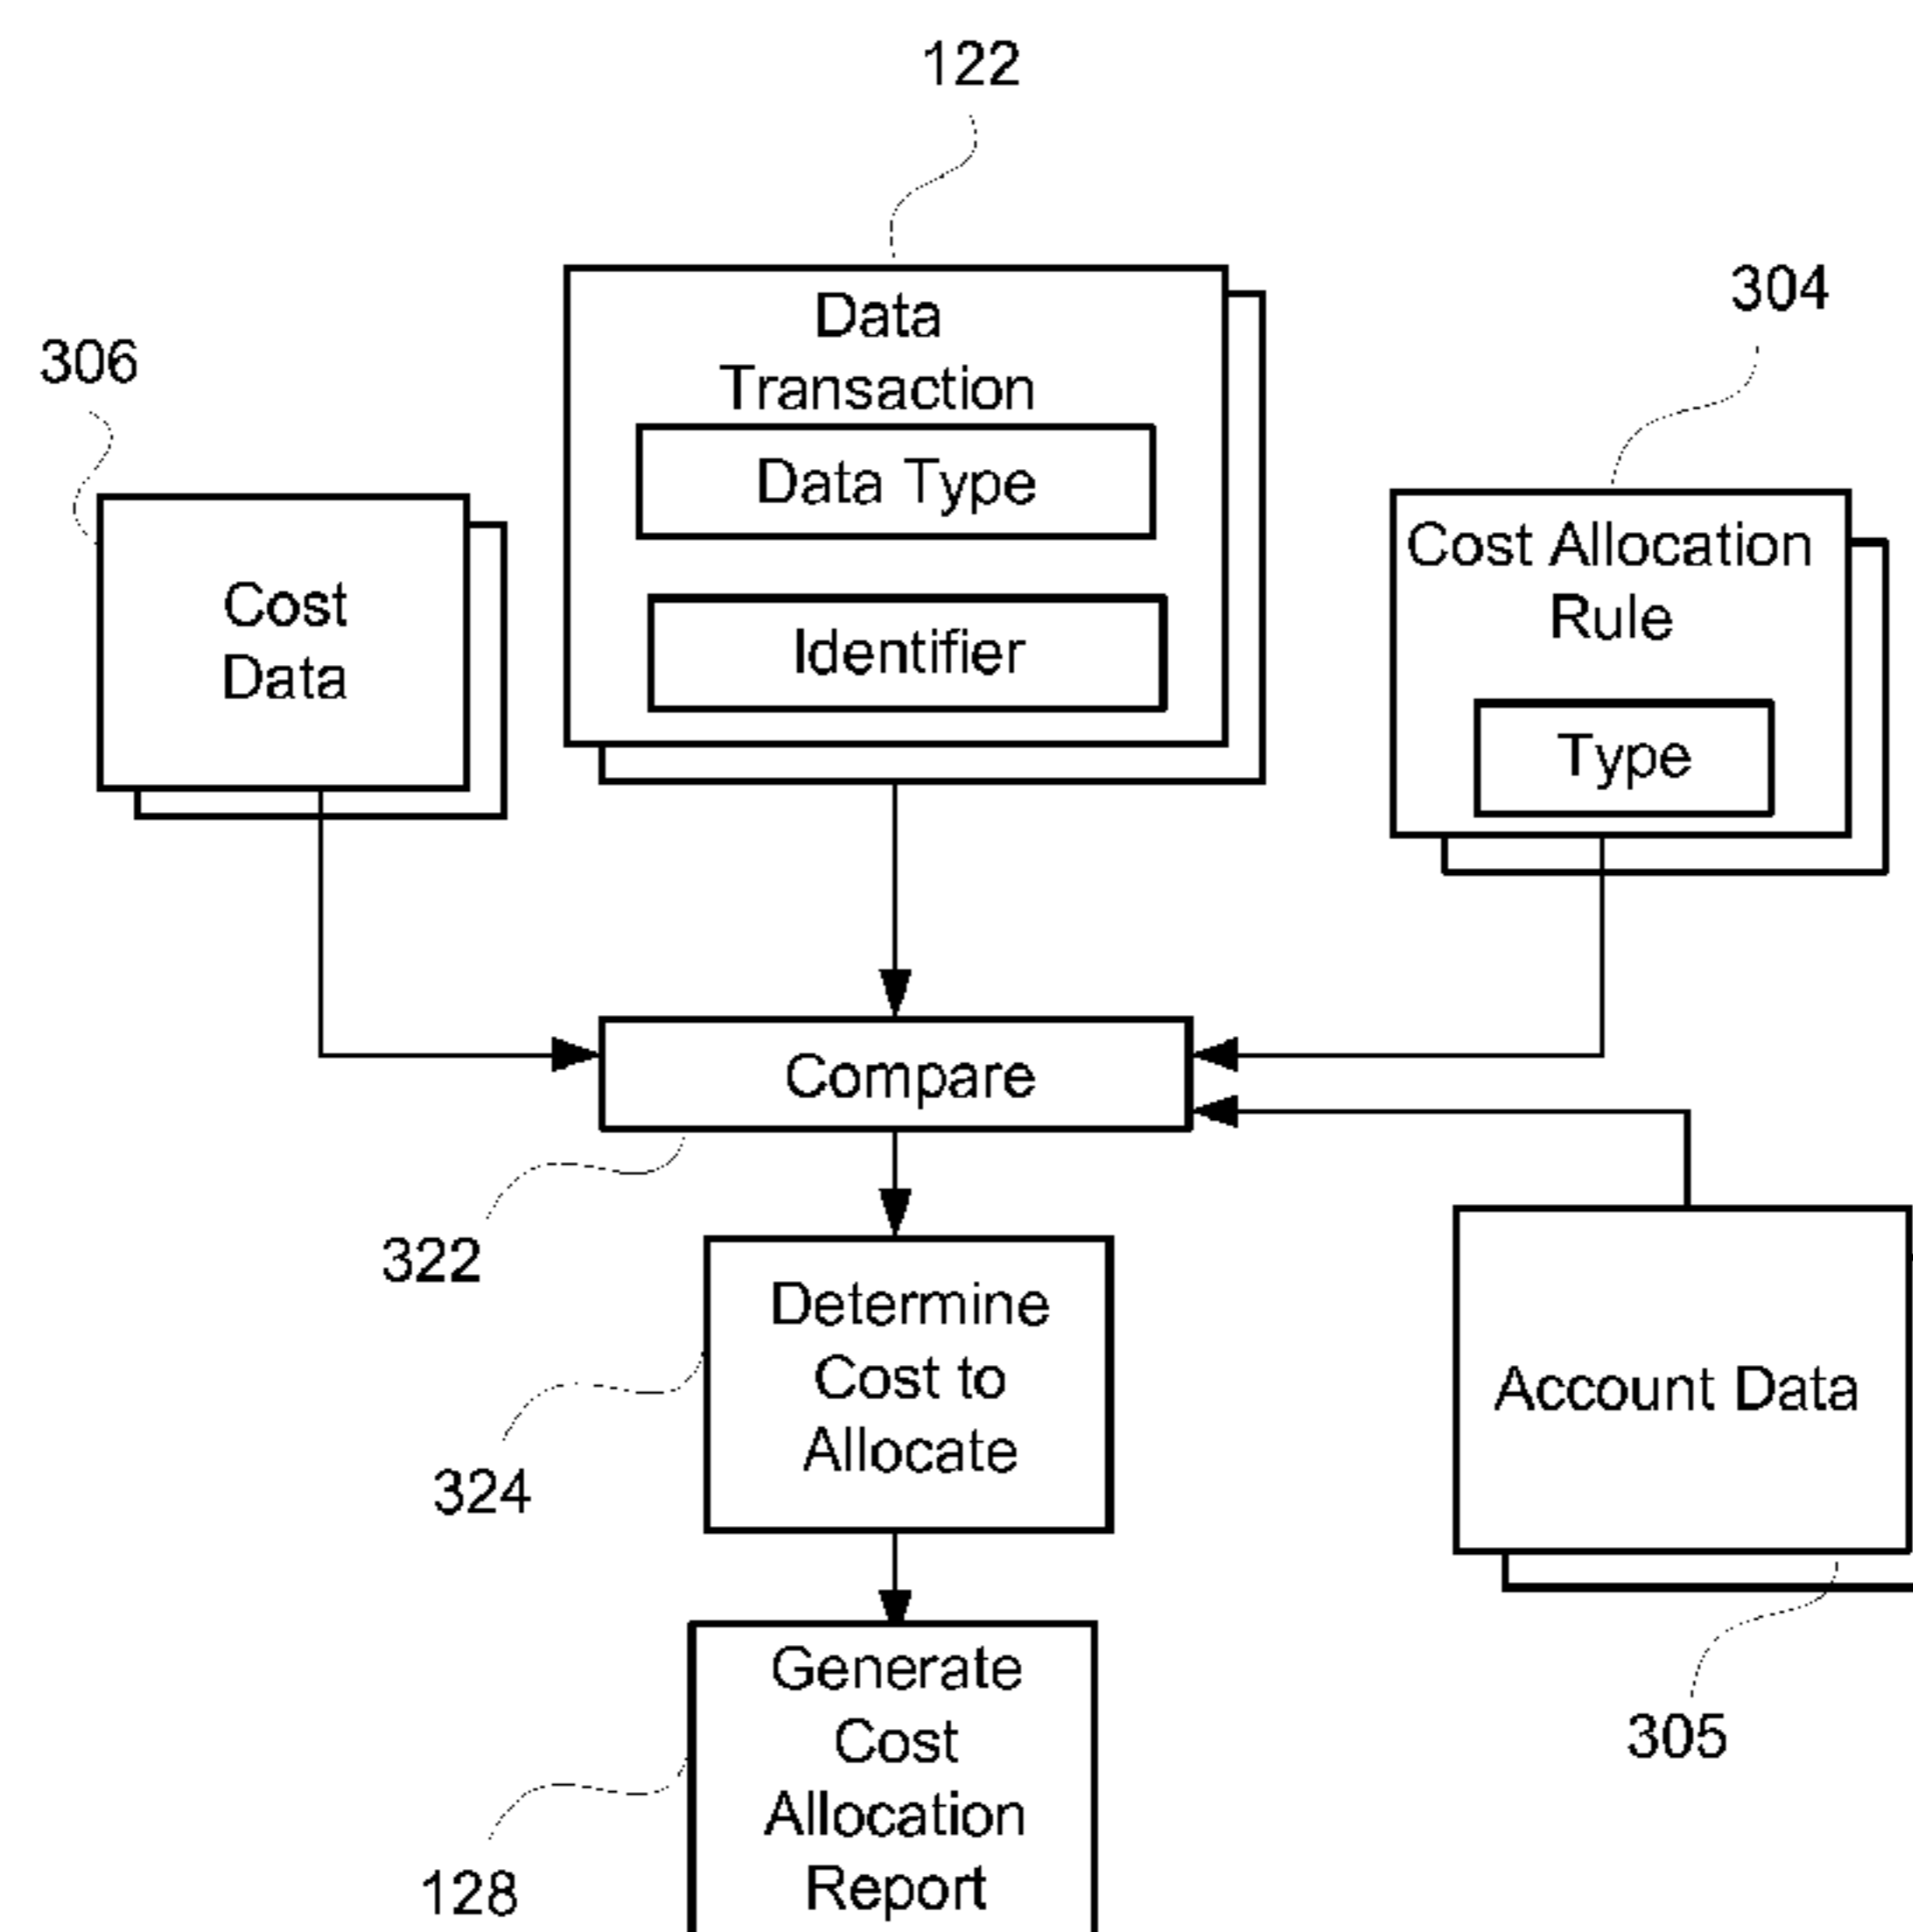 122
304
306
Data
Transaction
Data Type
Identifier
Cost
Data
Cost Allocation
Rule
Type
Compare
322
Determine
Cost to
Allocate
324
Account Data
305
Generate
Cost
Allocation
Report
128